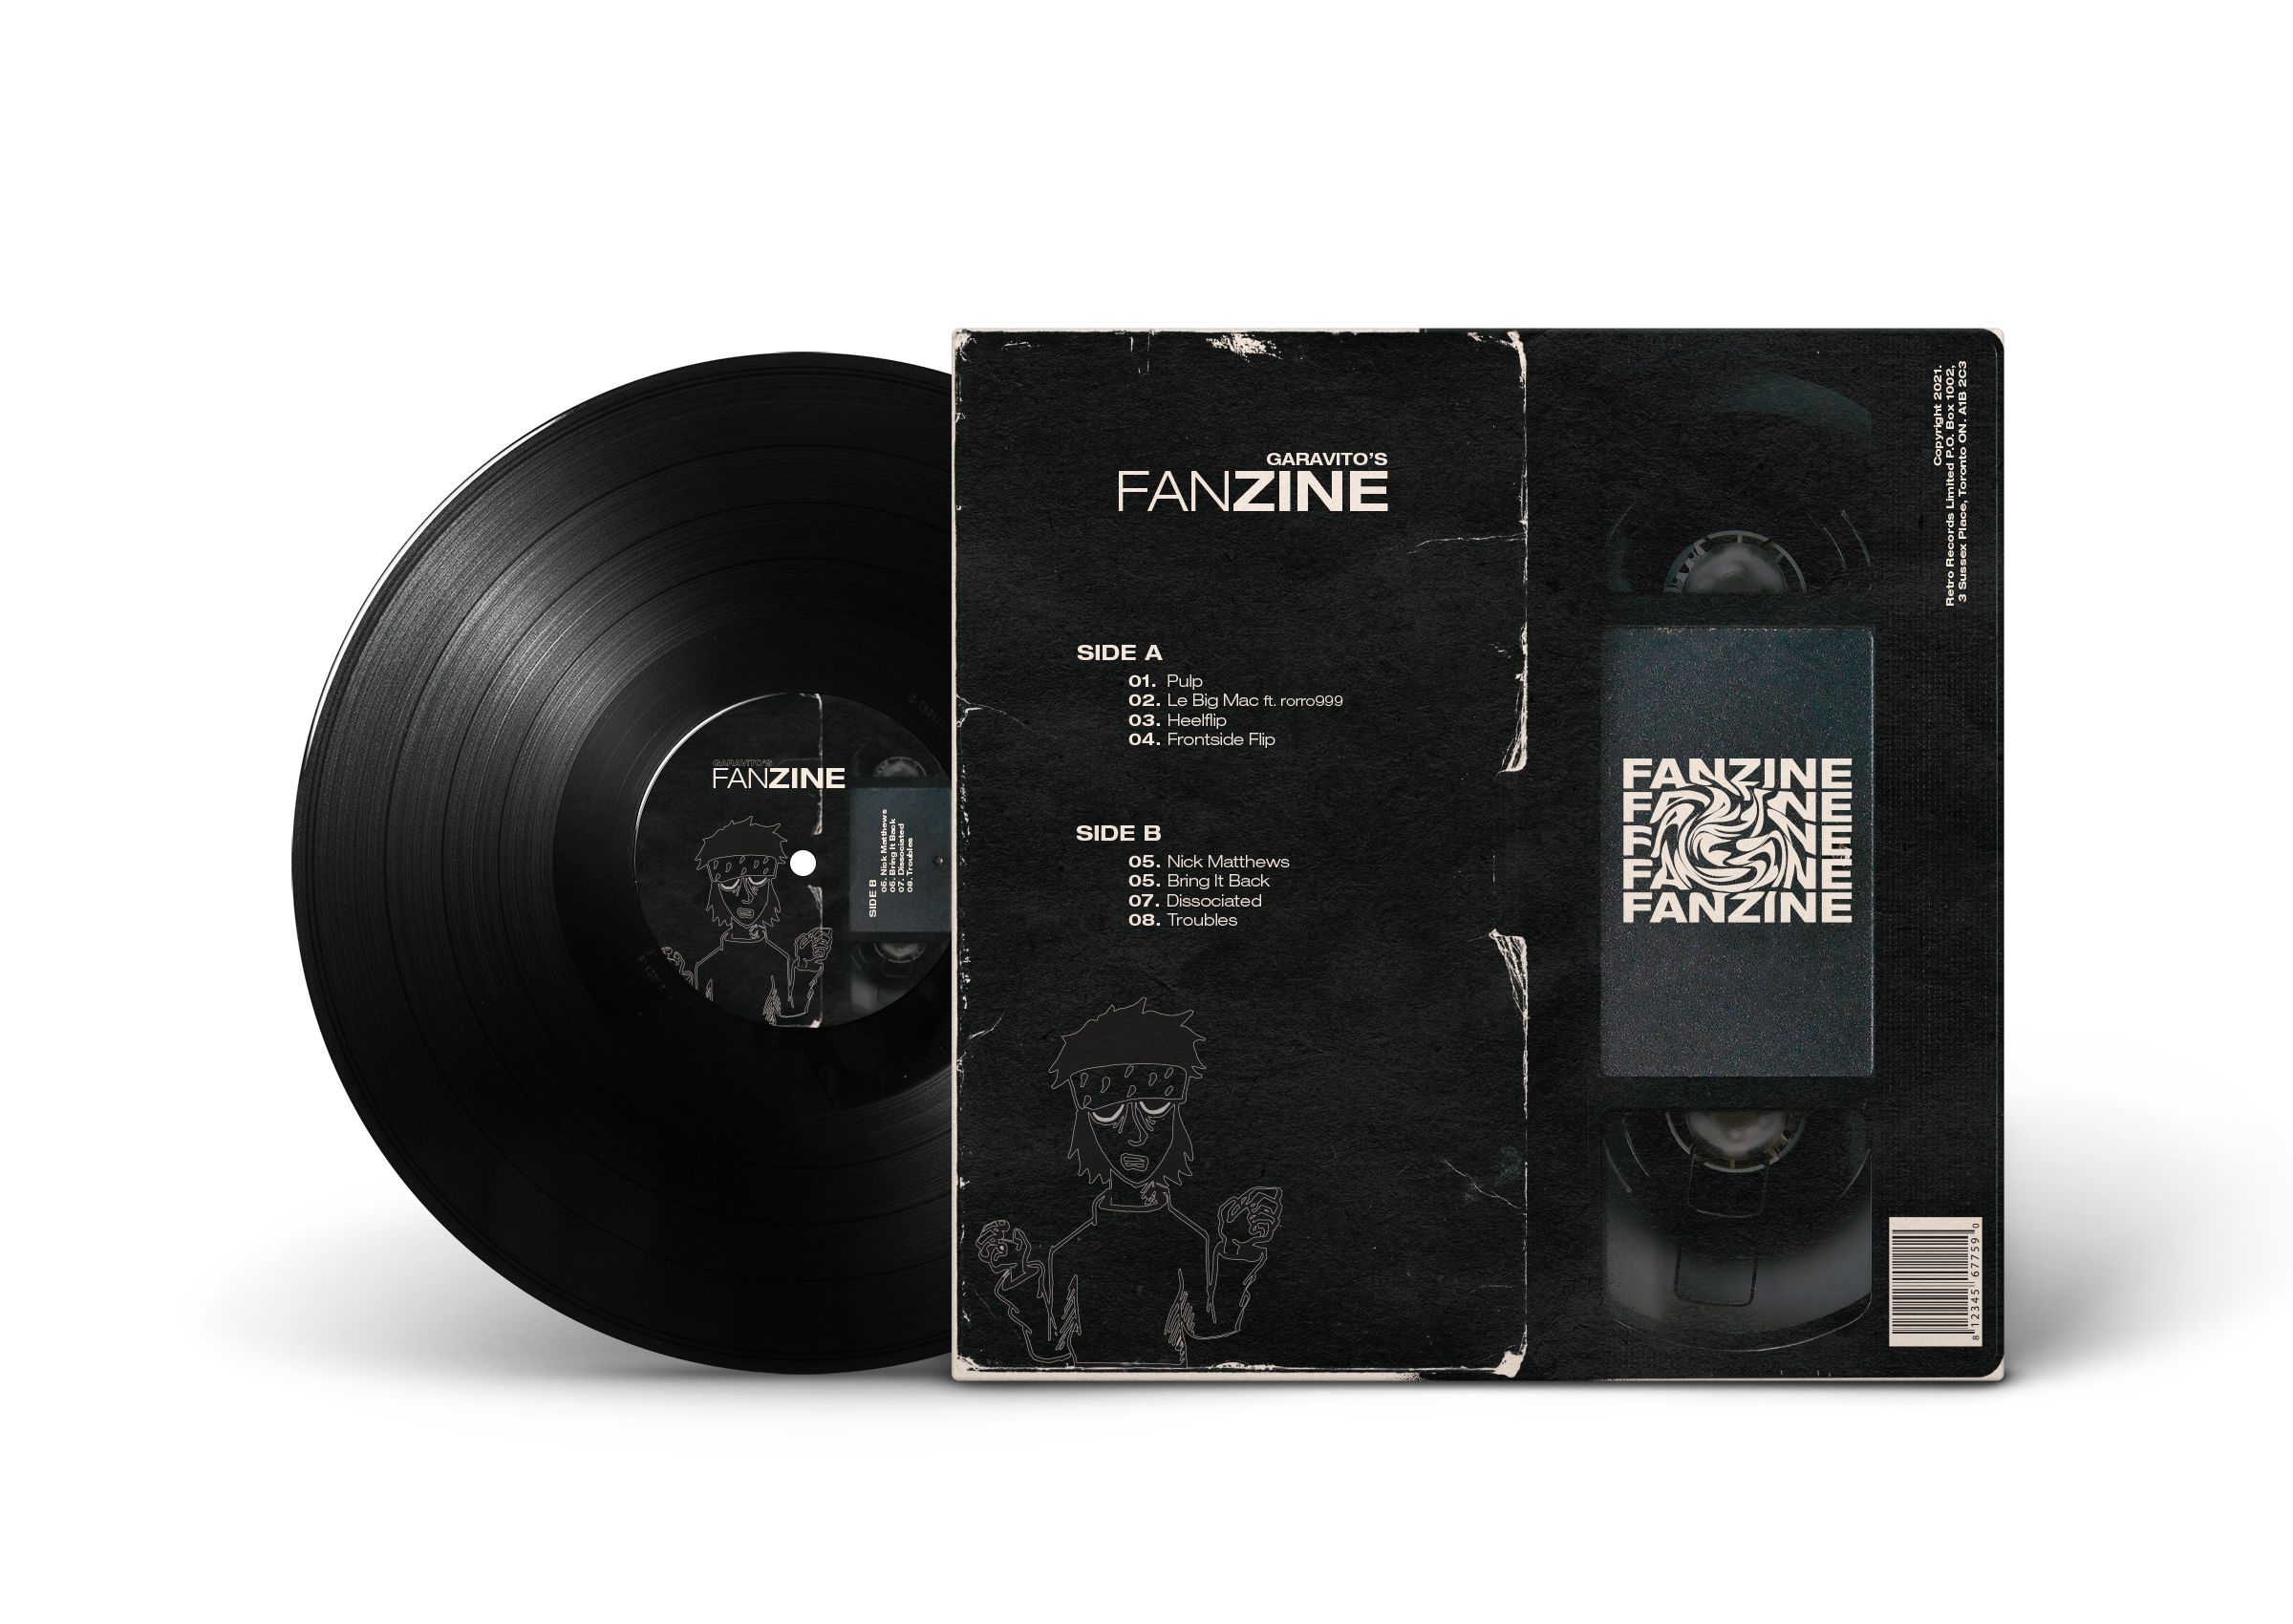 GARAVITO'S
FANZINE
SIDE B
05. Nick Matthews
06. Bring It Back
07. Dissociated
08. Troubles
GARAVITO'S
FANZINE
SIDE A
01. Pulp
02. Le Big Mac ft. rorro999
03. Heelflip
04. Frontside Flip
SIDE B
05. Nick Matthews
05. Bring It Back
07. Dissociated
08. Troubles
FANZINE
FANZINE
Copyright 2021.
Retro Records Limited P.O. Box 1002,
3 Sussex Place, Toronto ON. A1B 2C3
8 12345 67759 0